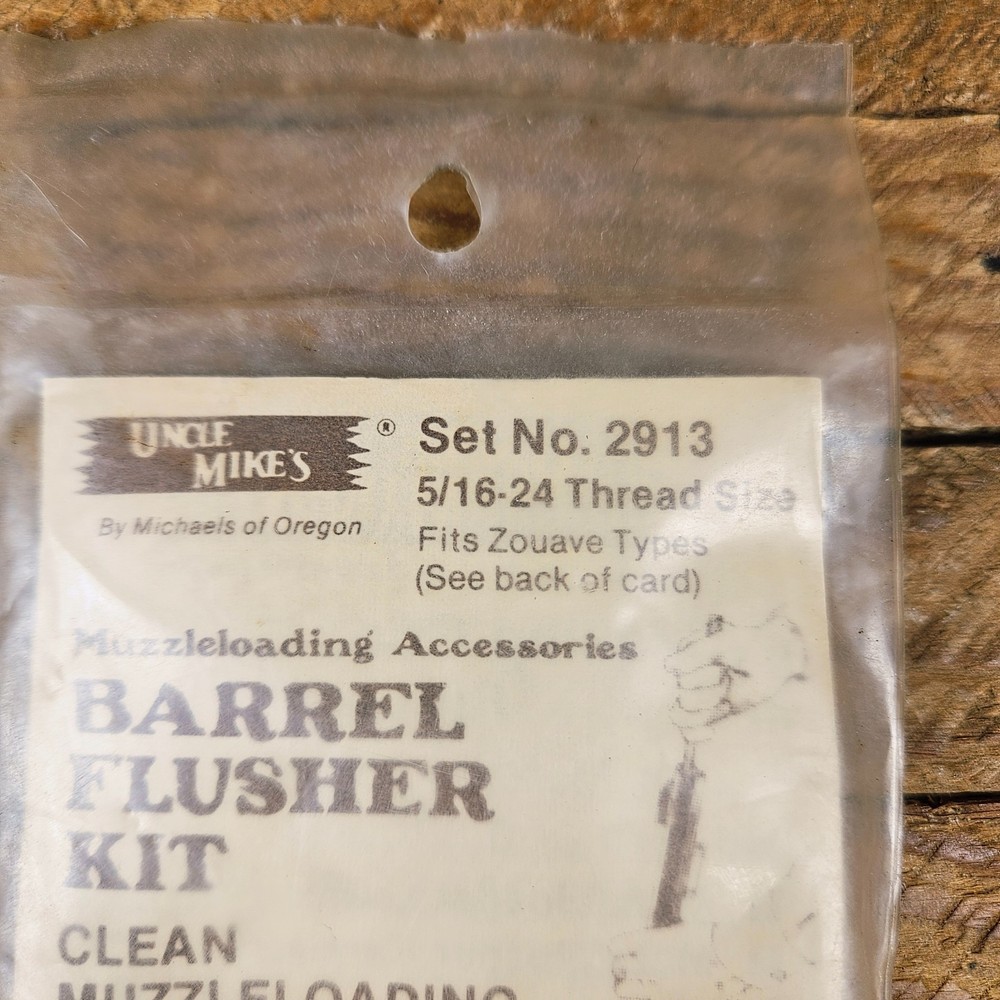 UNCLE
MIKE'S ®
By Michaels of Oregon
Set No. 2913
5/16-24 Thread Size
Fits Zouave Types
(See back of card)
Muzzleloading Accessories
BARREL
FLUSHER
KIT
CLEAN
MUZZLELOADING